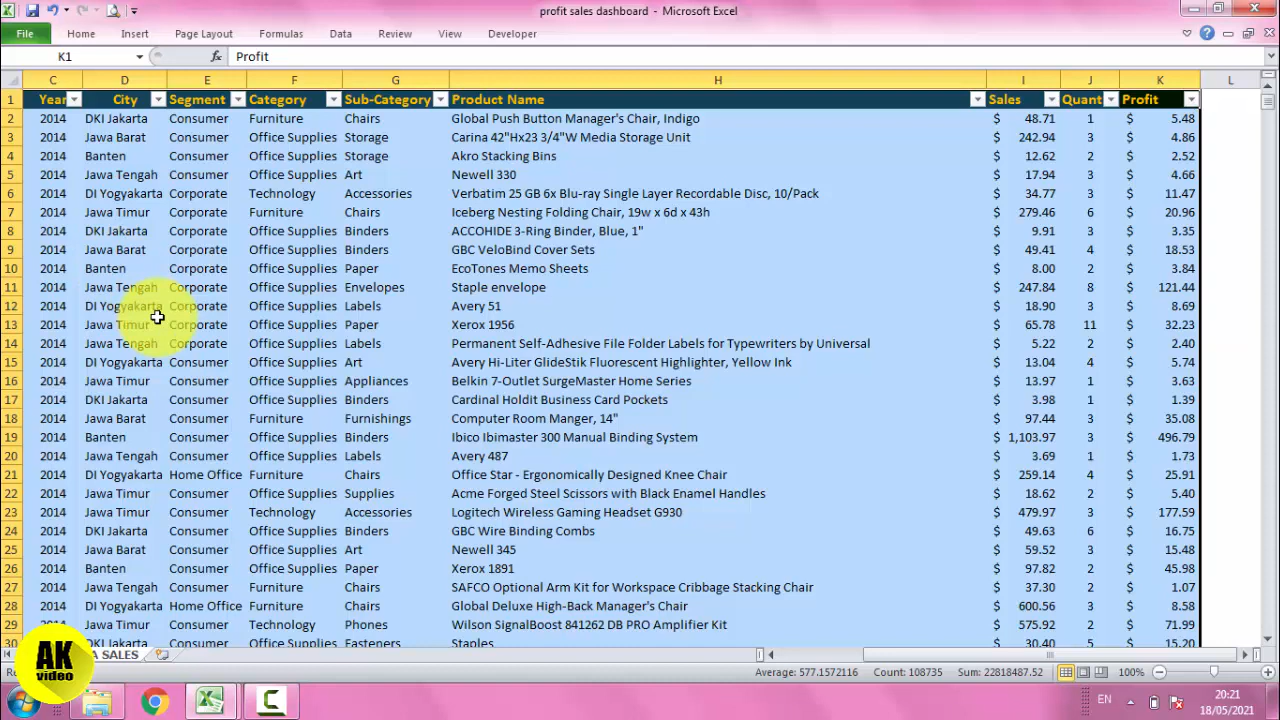 profit sales dashboard - Microsoft Excel
File Home Insert Page Layout Formulas Data Review View Developer
K1 fx Profit
C D E F G H I J K L
1 Year City Segment Category Sub-Category Product Name Sales Quant Profit
2 2014 DKI Jakarta Consumer Furniture Chairs Global Push Button Manager's Chair, Indigo $ 48.71 1 $ 5.48
3 2014 Jawa Barat Consumer Office Supplies Storage Carina 42"Hx23 3/4"W Media Storage Unit $ 242.94 3 $ 4.86
4 2014 Banten Consumer Office Supplies Storage Akro Stacking Bins $ 12.62 2 $ 2.52
5 2014 Jawa Tengah Consumer Office Supplies Art Newell 330 $ 17.94 3 $ 4.66
6 2014 DI Yogyakarta Corporate Technology Accessories Verbatim 25 GB 6x Blu-ray Single Layer Recordable Disc, 10/Pack $ 34.77 3 $ 11.47
7 2014 Jawa Timur Corporate Furniture Chairs Iceberg Nesting Folding Chair, 19w x 6d x 43h $ 279.46 6 $ 20.96
8 2014 DKI Jakarta Corporate Office Supplies Binders ACCOHIDE 3-Ring Binder, Blue, 1" $ 9.91 3 $ 3.35
9 2014 Jawa Barat Corporate Office Supplies Binders GBC VeloBind Cover Sets $ 49.41 4 $ 18.53
10 2014 Banten Corporate Office Supplies Paper EcoTones Memo Sheets $ 8.00 2 $ 3.84
11 2014 Jawa Tengah Corporate Office Supplies Envelopes Staple envelope $ 247.84 8 $ 121.44
12 2014 DI Yogyakarta Corporate Office Supplies Labels Avery 51 $ 18.90 3 $ 8.69
13 2014 Jawa Timur Corporate Office Supplies Paper Xerox 1956 $ 65.78 11 $ 32.23
14 2014 Jawa Tengah Corporate Office Supplies Labels Permanent Self-Adhesive File Folder Labels for Typewriters by Universal $ 5.22 2 $ 2.40
15 2014 DI Yogyakarta Consumer Office Supplies Art Avery Hi-Liter GlideStik Fluorescent Highlighter, Yellow Ink $ 13.04 4 $ 5.74
16 2014 Jawa Timur Consumer Office Supplies Appliances Belkin 7-Outlet SurgeMaster Home Series $ 13.97 1 $ 3.63
17 2014 DKI Jakarta Consumer Office Supplies Binders Cardinal Holdit Business Card Pockets $ 3.98 1 $ 1.39
18 2014 Jawa Barat Consumer Furniture Furnishings Computer Room Manger, 14" $ 97.44 3 $ 35.08
19 2014 Banten Consumer Office Supplies Binders Ibico Ibimaster 300 Manual Binding System $ 1,103.97 3 $ 496.79
20 2014 Jawa Tengah Consumer Office Supplies Labels Avery 487 $ 3.69 1 $ 1.73
21 2014 DI Yogyakarta Home Office Furniture Chairs Office Star - Ergonomically Designed Knee Chair $ 259.14 4 $ 25.91
22 2014 Jawa Timur Consumer Office Supplies Supplies Acme Forged Steel Scissors with Black Enamel Handles $ 18.62 2 $ 5.40
23 2014 Jawa Timur Consumer Technology Accessories Logitech Wireless Gaming Headset G930 $ 479.97 3 $ 177.59
24 2014 DKI Jakarta Consumer Office Supplies Binders GBC Wire Binding Combs $ 49.63 6 $ 16.75
25 2014 Jawa Barat Consumer Office Supplies Art Newell 345 $ 59.52 3 $ 15.48
26 2014 Banten Consumer Office Supplies Paper Xerox 1891 $ 97.82 2 $ 45.98
27 2014 Jawa Tengah Consumer Furniture Chairs SAFCO Optional Arm Kit for Workspace Cribbage Stacking Chair $ 37.30 2 $ 1.07
28 2014 DI Yogyakarta Home Office Furniture Chairs Global Deluxe High-Back Manager's Chair $ 600.56 3 $ 8.58
29 2014 Jawa Timur Consumer Technology Phones Wilson SignalBoost 841262 DB PRO Amplifier Kit $ 575.92 2 $ 71.99
30 DKI Jakarta Consumer Office Supplies Fasteners Staples $ 30.40 5 $ 15.20
AK video
SALES
Average: 577.1572116 Count: 108735 Sum: 22818487.52 100%
EN 20:21
18/05/2021